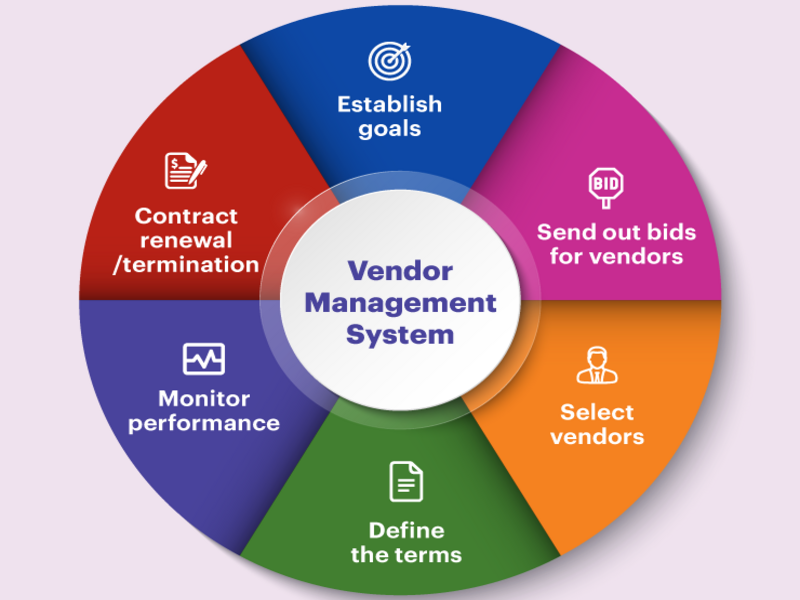 Establish
goals
BID
Send out bids
for vendors
Select
vendors
Define
the terms
Monitor
performance
$
Contract
renewal
/termination
Vendor
Management
System